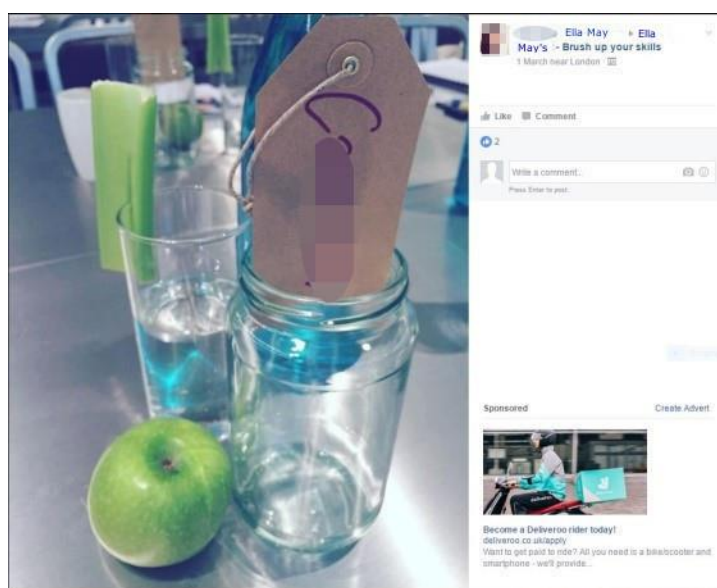 Ella May ▸ Ella
May's - Brush up your skills
1 March near London
Like Comment
2
Write a comment...
Press Enter to post.
Sponsored
Create Advert
Become a Deliveroo rider today!
deliveroo.co.uk/apply
Want to get paid to ride? All you need is a bike/scooter and
smartphone - we'll provide...